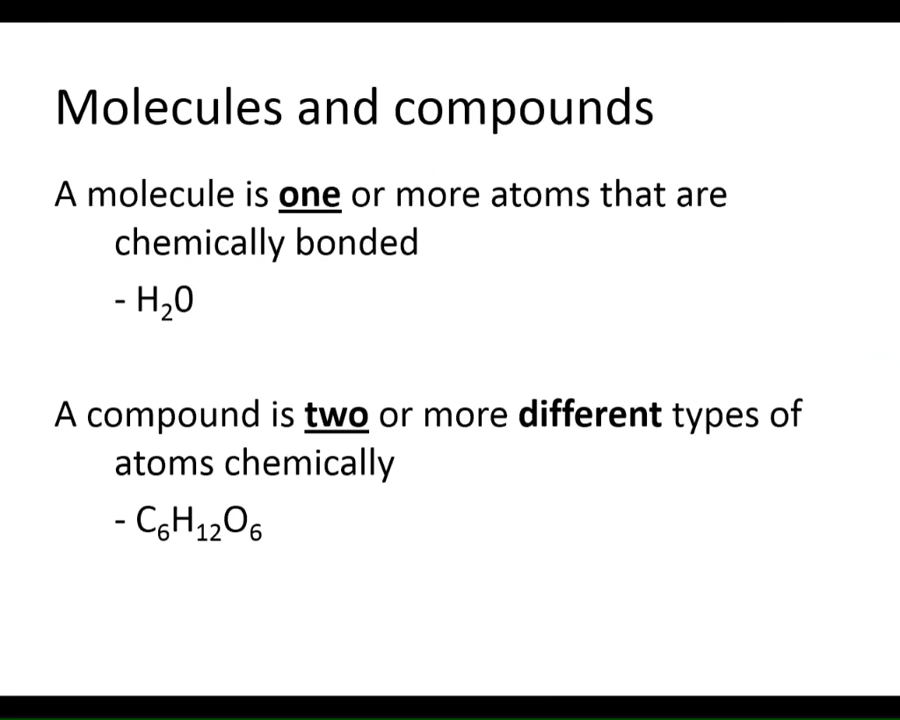 Molecules and compounds
A molecule is one or more atoms that are
chemically bonded
- H₂0
A compound is two or more different types of
atoms chemically
- C₆H₁₂O₆